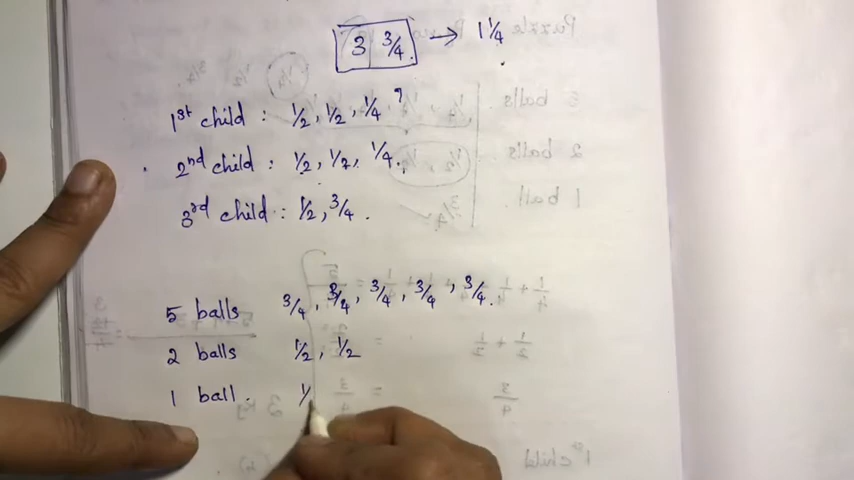 3 3/4 → 1 1/4
1st child : 1/2, 1/2, 1/4
2nd child : 1/2, 1/2, 1/4.
3rd child : 1/2, 3/4.
5 balls 3/4, 3/4, 3/4, 3/4, 3/4.
2 balls 1/2, 1/2
1 ball. 1/